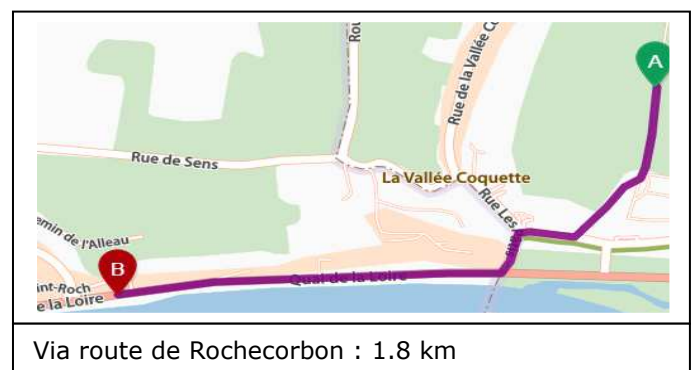 Rou
Rue de la Vallée C
A
Rue de Sens
La Vallée Coquette
Rue Les
emin de l'Alleau
B
Quai de la Loire
int-Roch
e la Loire
Via route de Rochecorbon : 1.8 km